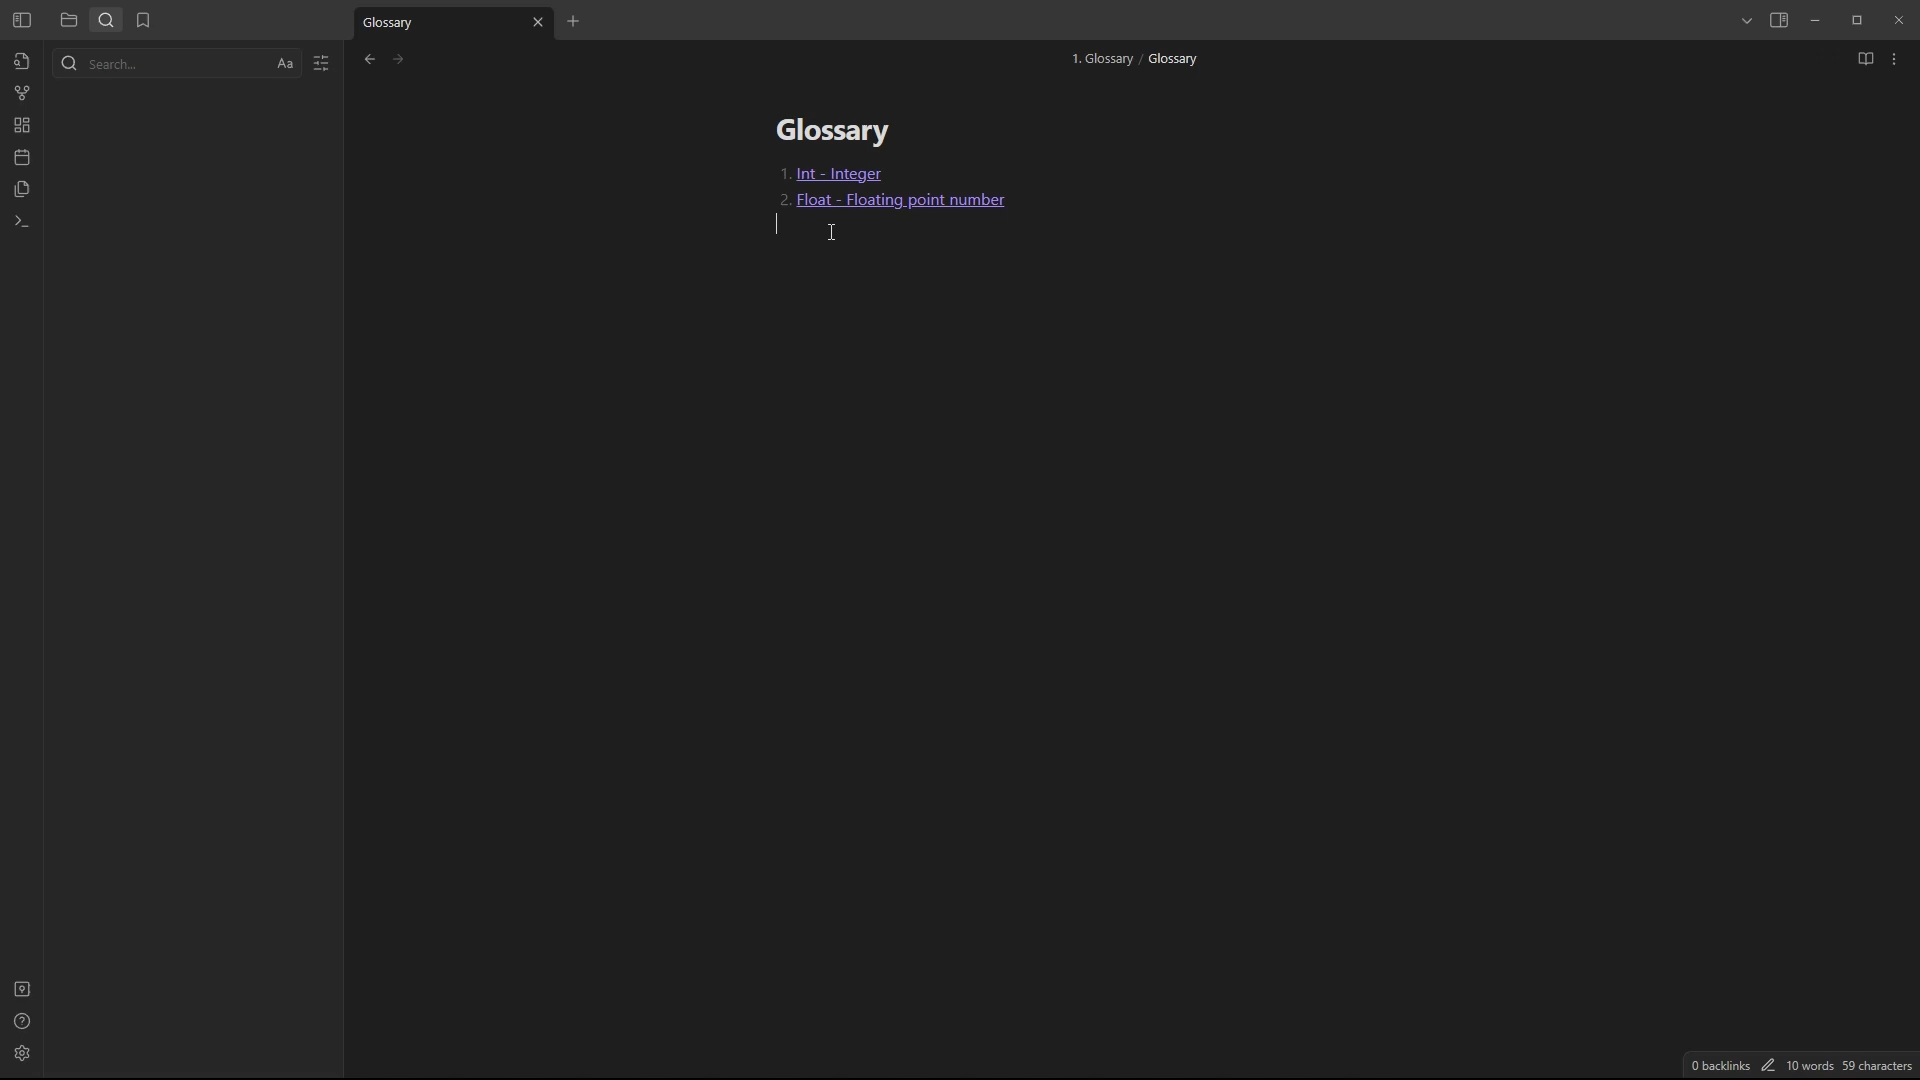 Glossary
Search...
Aa
1. Glossary / Glossary
Glossary
1. Int - Integer
2. Float - Floating point number
0 backlinks 10 words 59 characters